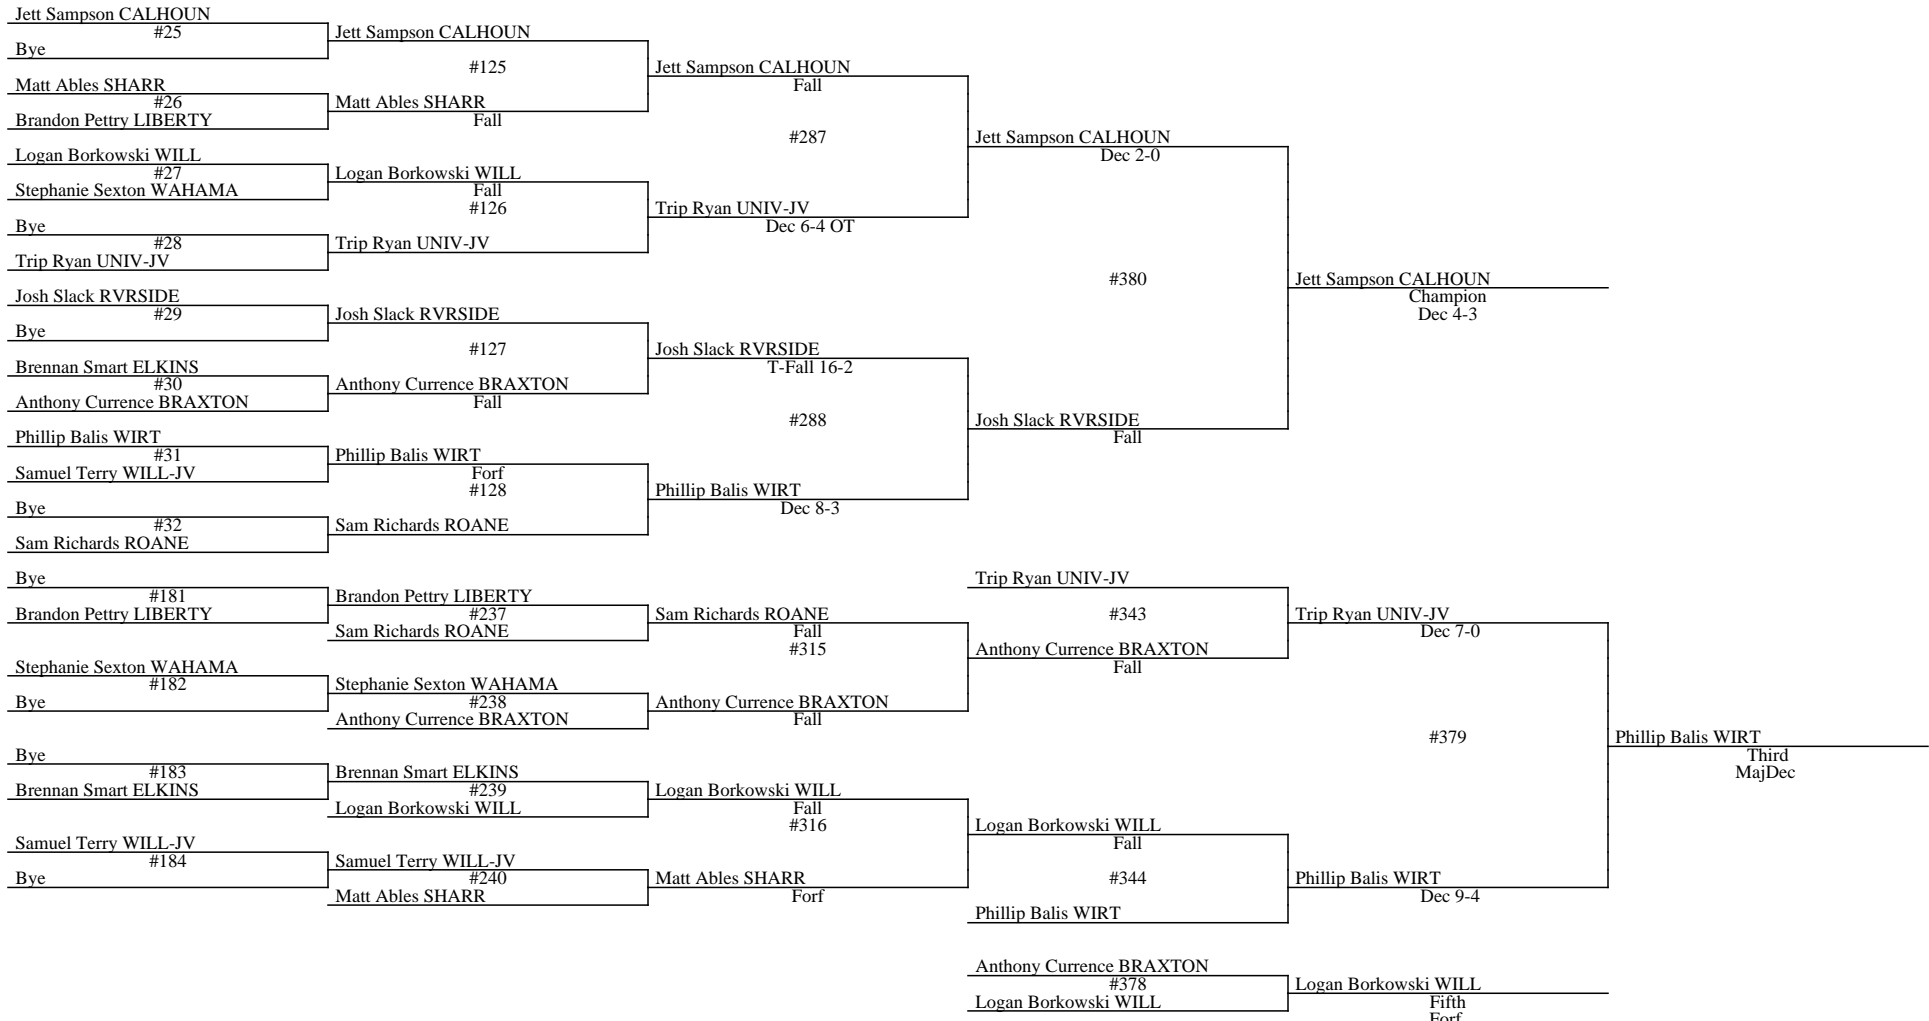 Jett Sampson CALHOUN
#25
Bye
Jett Sampson CALHOUN
#125
Matt Ables SHARR
#26
Brandon Pettry LIBERTY
Matt Ables SHARR
Fall
Jett Sampson CALHOUN
Fall
#287
Logan Borkowski WILL
#27
Stephanie Sexton WAHAMA
Logan Borkowski WILL
Fall
#126
Bye
#28
Trip Ryan UNIV-JV
Trip Ryan UNIV-JV
Trip Ryan UNIV-JV
Dec 6-4 OT
Jett Sampson CALHOUN
Dec 2-0
#380
Jett Sampson CALHOUN
Champion
Dec 4-3
Josh Slack RVRSIDE
#29
Bye
Josh Slack RVRSIDE
#127
Brennan Smart ELKINS
#30
Anthony Currence BRAXTON
Anthony Currence BRAXTON
Fall
Josh Slack RVRSIDE
T-Fall 16-2
#288
Josh Slack RVRSIDE
Fall
Phillip Balis WIRT
#31
Samuel Terry WILL-JV
Phillip Balis WIRT
Forf
#128
Bye
#32
Sam Richards ROANE
Sam Richards ROANE
Phillip Balis WIRT
Dec 8-3
Bye
#181
Brandon Pettry LIBERTY
Brandon Pettry LIBERTY
#237
Sam Richards ROANE
Sam Richards ROANE
Fall
#315
Stephanie Sexton WAHAMA
#182
Bye
Stephanie Sexton WAHAMA
#238
Anthony Currence BRAXTON
Anthony Currence BRAXTON
Fall
Trip Ryan UNIV-JV
#343
Anthony Currence BRAXTON
Fall
Trip Ryan UNIV-JV
Dec 7-0
#379
Phillip Balis WIRT
Third
MajDec
Bye
#183
Brennan Smart ELKINS
Brennan Smart ELKINS
#239
Logan Borkowski WILL
Logan Borkowski WILL
Fall
#316
Samuel Terry WILL-JV
#184
Bye
Samuel Terry WILL-JV
#240
Matt Ables SHARR
Matt Ables SHARR
Forf
Logan Borkowski WILL
Fall
#344
Phillip Balis WIRT
Phillip Balis WIRT
Dec 9-4
Anthony Currence BRAXTON
#378
Logan Borkowski WILL
Logan Borkowski WILL
Fifth
Forf